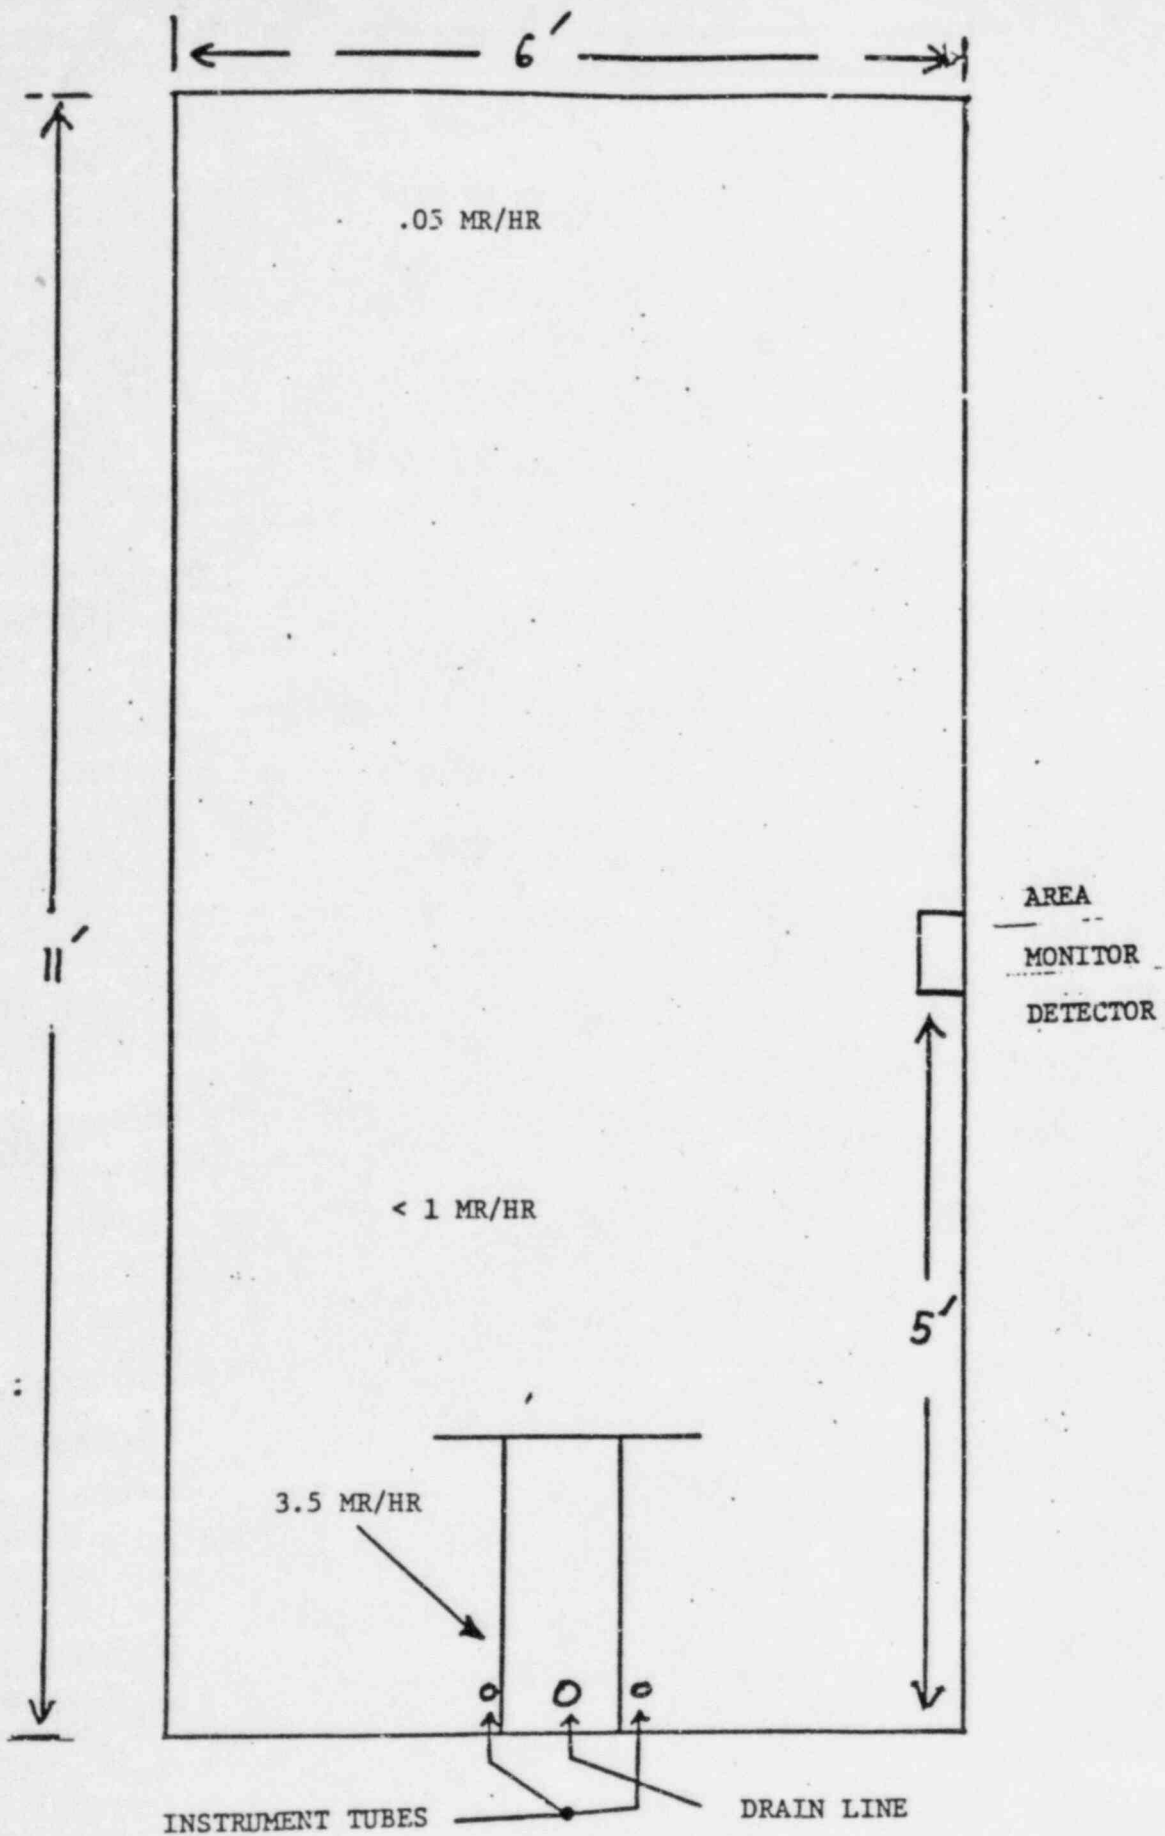 6′
.05 MR/HR
11′
AREA
MONITOR
DETECTOR
< 1 MR/HR
5′
3.5 MR/HR
INSTRUMENT TUBES
DRAIN LINE